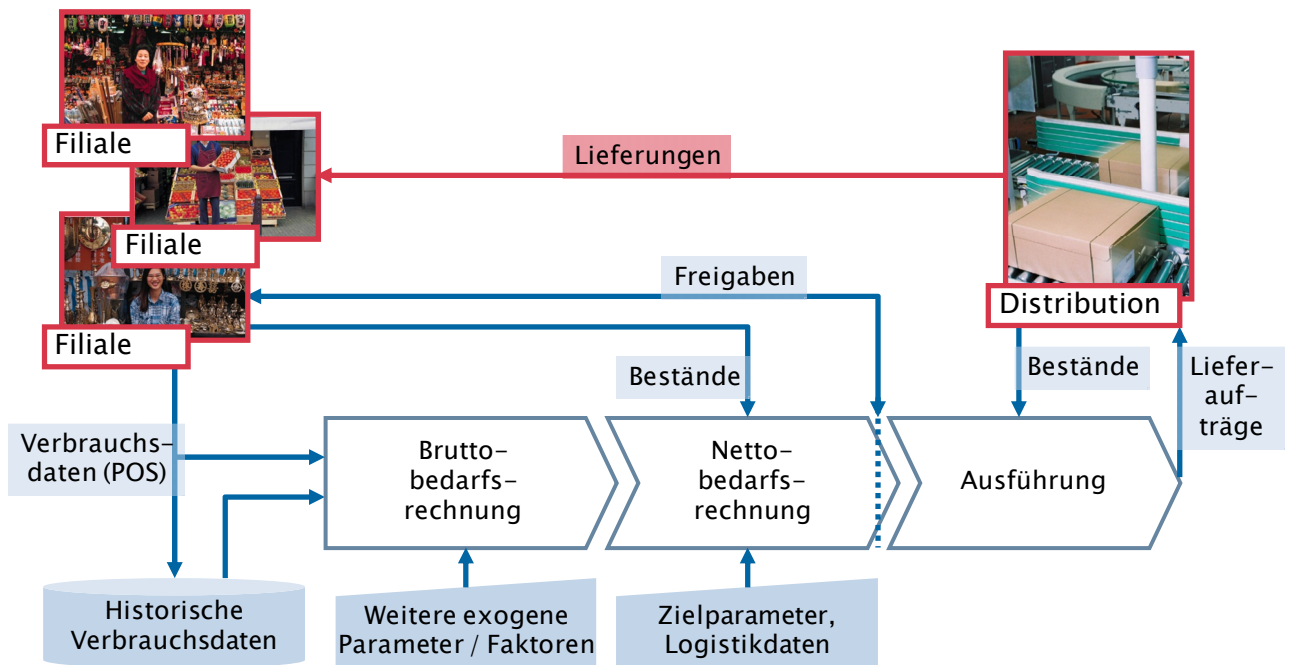 Filiale
Lieferungen
Filiale
Freigaben
Distribution
Filiale
Bestände
Bestände
Liefer-
auf-
träge
Verbrauchs-
daten (POS)
Brutto-
bedarfs-
rechnung
Netto-
bedarfs-
rechnung
Ausführung
Historische
Verbrauchsdaten
Weitere exogene
Parameter / Faktoren
Zielparameter,
Logistikdaten